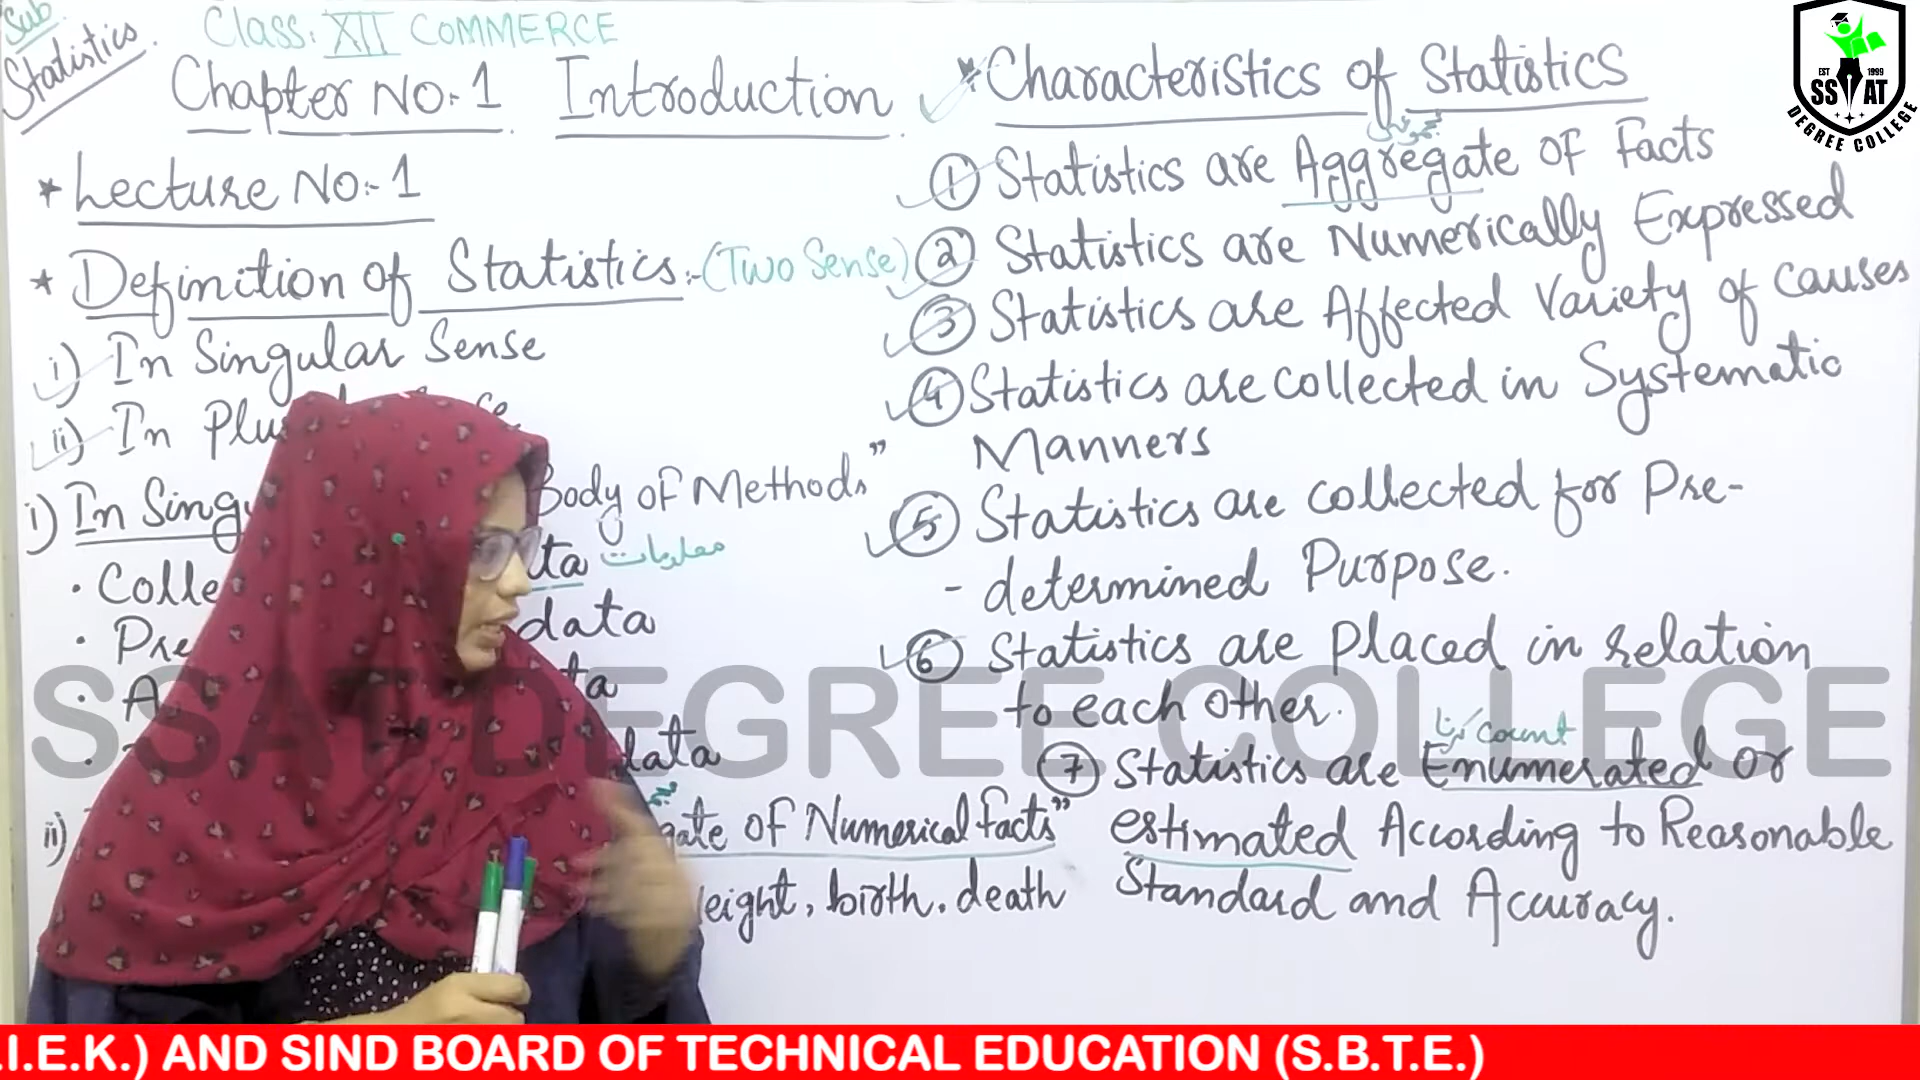 Sub
Statistics.
Class: XII COMMERCE
Chapter NO:-1 Introduction
* Lecture NO:-1
* Definition of Statistics:-(Two Sense)
i) In Singular Sense
ii) In
i) In Body of Methods"
معلومات
data
data
ii) of Numerical facts"
birth, death
* Characteristics of Statistics
① Statistics are Aggregate of Facts
② Statistics are Numerically Expressed
③ Statistics are Affected Variety of causes
④ Statistics are collected in Systematic
Manners
⑤ Statistics are collected for Pre-
- determined Purpose.
⑥ Statistics are Placed in relation
to each other.
Count
⑦ Statistics are Enumerated or
estimated According to Reasonable
Standard and Accuracy.
EST 1999
SSAT
DEGREE COLLEGE
SSAT DEGREE COLLEGE
.I.E.K.) AND SIND BOARD OF TECHNICAL EDUCATION (S.B.T.E.)